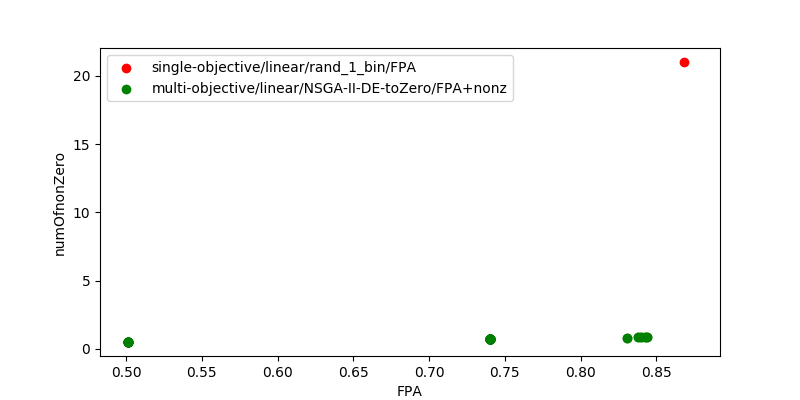 single-objective/linear/rand_1_bin/FPA
multi-objective/linear/NSGA-II-DE-toZero/FPA+nonz
20
15
10
5
0
numOfnonZero
0.50 0.55 0.60 0.65 0.70 0.75 0.80 0.85
FPA